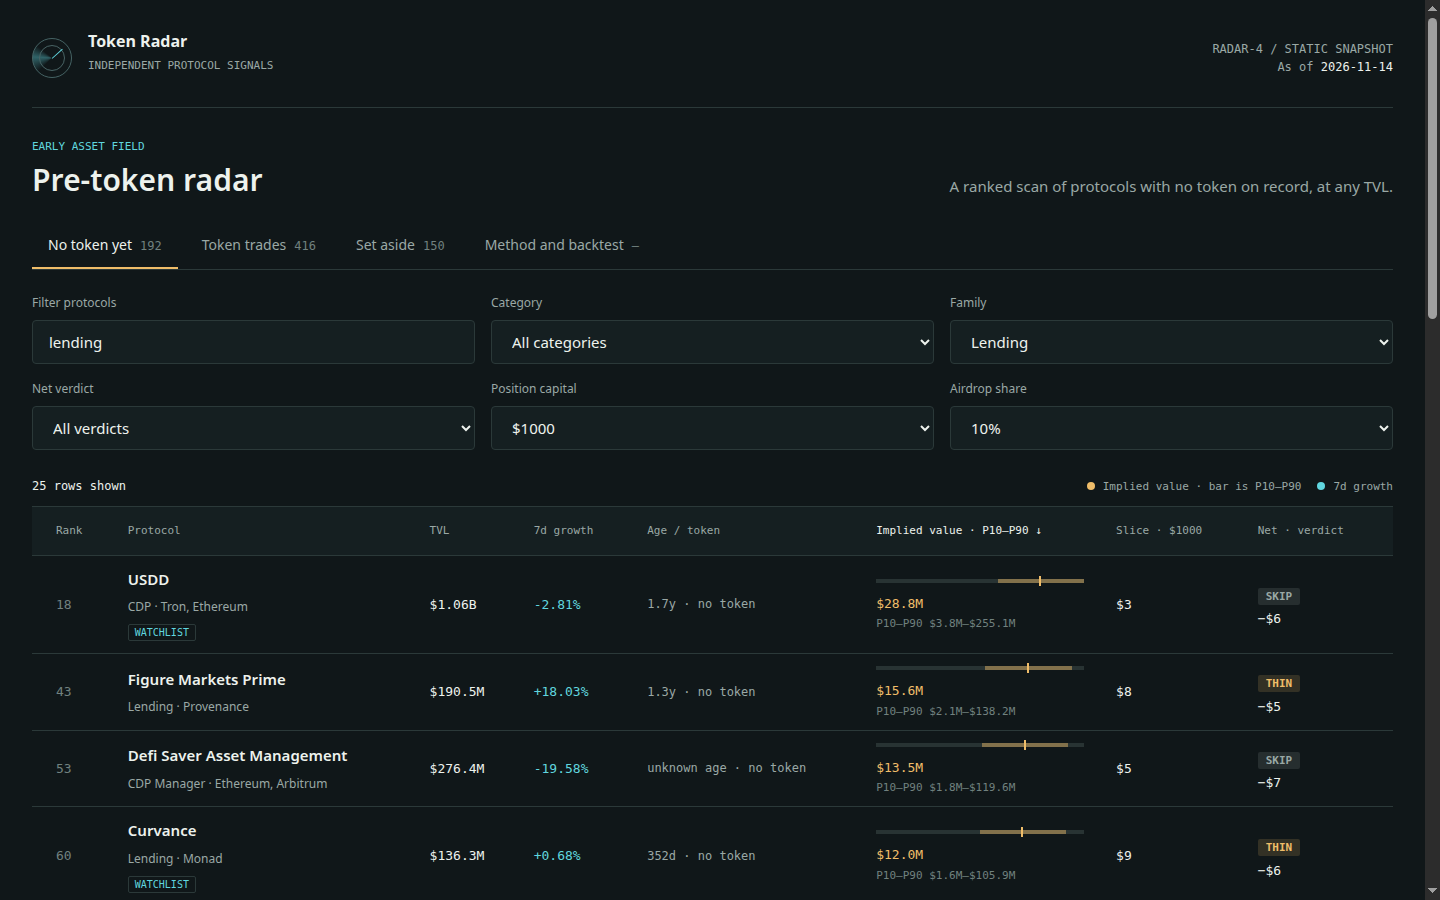 Token Radar
INDEPENDENT PROTOCOL SIGNALS
RADAR-4 / STATIC SNAPSHOT
As of 2026-11-14
EARLY ASSET FIELD
Pre-token radar
A ranked scan of protocols with no token on record, at any TVL.
No token yet 192 Token trades 416 Set aside 150 Method and backtest —
Filter protocols Category Family
lending All categories Lending
Net verdict Position capital Airdrop share
All verdicts $1000 10%
25 rows shown Implied value · bar is P10–P90 7d growth
Rank Protocol TVL 7d growth Age / token Implied value · P10–P90 ↓ Slice · $1000 Net · verdict
USDD
18 CDP · Tron, Ethereum $1.06B -2.81% 1.7y · no token $28.8M $3 SKIP
WATCHLIST P10–P90 $3.8M–$255.1M −$6
Figure Markets Prime
43 Lending · Provenance $190.5M +18.03% 1.3y · no token $15.6M $8 THIN
P10–P90 $2.1M–$138.2M −$5
Defi Saver Asset Management
53 CDP Manager · Ethereum, Arbitrum $276.4M -19.58% unknown age · no token $13.5M $5 SKIP
P10–P90 $1.8M–$119.6M −$7
Curvance
60 Lending · Monad $136.3M +0.68% 352d · no token $12.0M $9 THIN
WATCHLIST P10–P90 $1.6M–$105.9M −$6